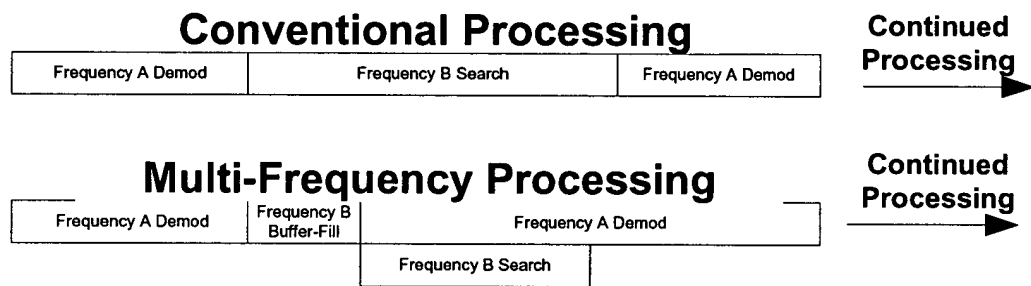 Conventional Processing
Continued
Processing
Frequency A Demod
Frequency B Search
Frequency A Demod
Multi-Frequency Processing
Continued
Processing
Frequency A Demod
Frequency B
Buffer-Fill
Frequency A Demod
Frequency B Search